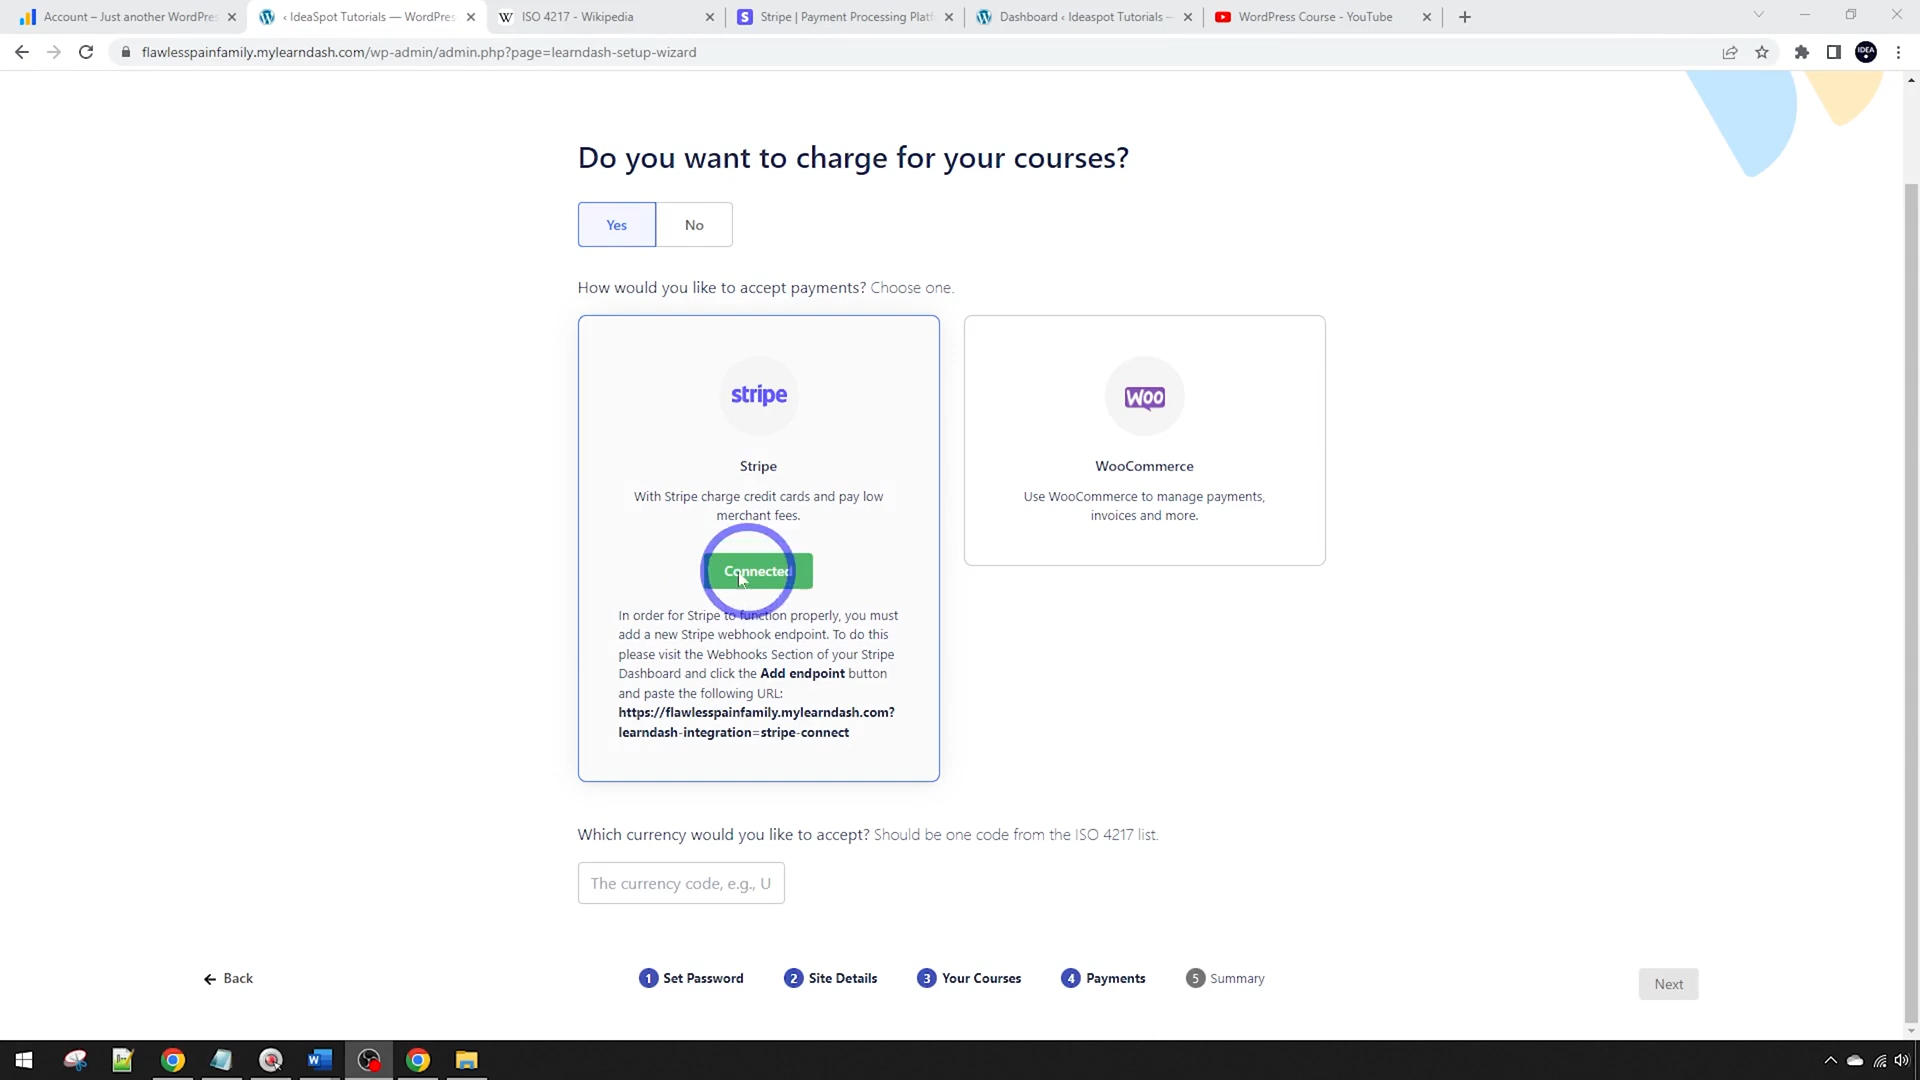 Account – Just another WordPres
‹ IdeaSpot Tutorials — WordPres
ISO 4217 - Wikipedia
Stripe | Payment Processing Platf
Dashboard ‹ Ideaspot Tutorials —
WordPress Course - YouTube
flawlesspainfamily.mylearndash.com/wp-admin/admin.php?page=learndash-setup-wizard
Do you want to charge for your courses?
Yes
No
How would you like to accept payments? Choose one.
stripe
Stripe
With Stripe charge credit cards and pay low
merchant fees.
Connected
In order for Stripe to function properly, you must
add a new Stripe webhook endpoint. To do this
please visit the Webhooks Section of your Stripe
Dashboard and click the Add endpoint button
and paste the following URL:
https://flawlesspainfamily.mylearndash.com?
learndash-integration=stripe-connect
Woo
WooCommerce
Use WooCommerce to manage payments,
invoices and more.
Which currency would you like to accept? Should be one code from the ISO 4217 list.
The currency code, e.g., U
← Back
1 Set Password
2 Site Details
3 Your Courses
4 Payments
5 Summary
Next